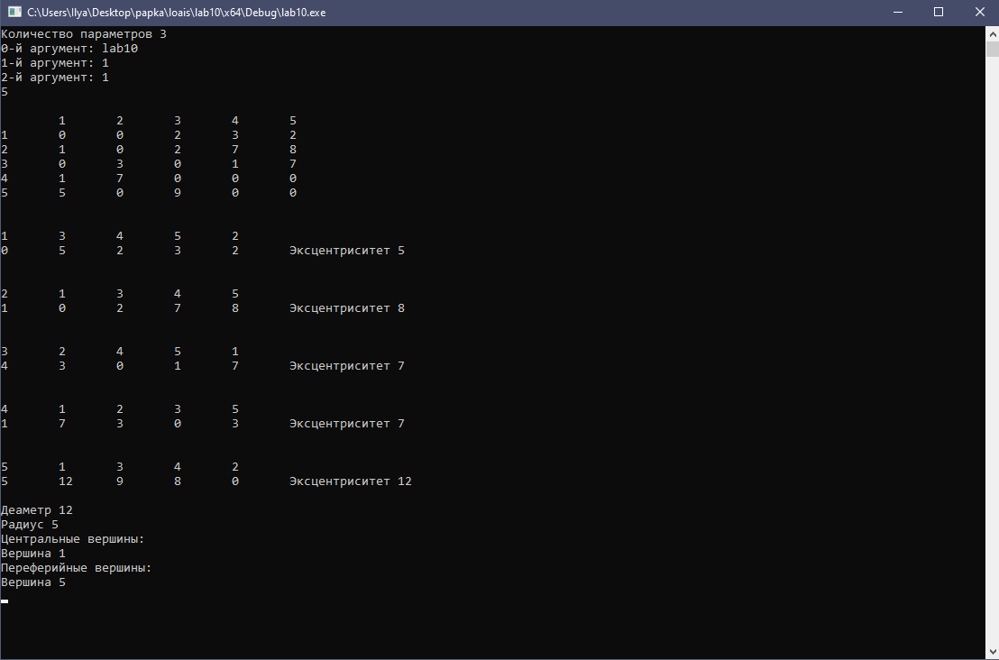 C:\Users\Ilya\Desktop\papka\loais\lab10\x64\Debug\lab10.exe
Количество параметров 3
0-й аргумент: lab10
1-й аргумент: 1
2-й аргумент: 1
5
1 2 3 4 5
1 0 0 2 3 2
2 1 0 2 7 8
3 0 3 0 1 7
4 1 7 0 0 0
5 5 0 9 0 0
1 3 4 5 2
0 5 2 3 2 Эксцентриситет 5
2 1 3 4 5
1 0 2 7 8 Эксцентриситет 8
3 2 4 5 1
4 3 0 1 7 Эксцентриситет 7
4 1 2 3 5
1 7 3 0 3 Эксцентриситет 7
5 1 3 4 2
5 12 9 8 0 Эксцентриситет 12
Деаметр 12
Радиус 5
Центральные вершины:
Вершина 1
Переферийные вершины:
Вершина 5